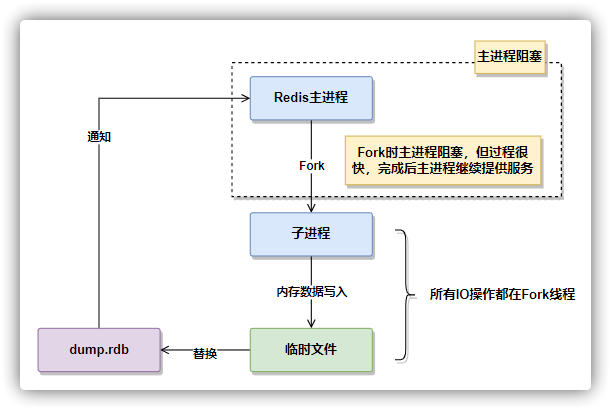 主进程阻塞
Redis主进程
通知
Fork时主进程阻塞，但过程很
快，完成后主进程继续提供服务
Fork
子进程
内存数据写入
所有IO操作都在Fork线程
dump.rdb
替换
临时文件